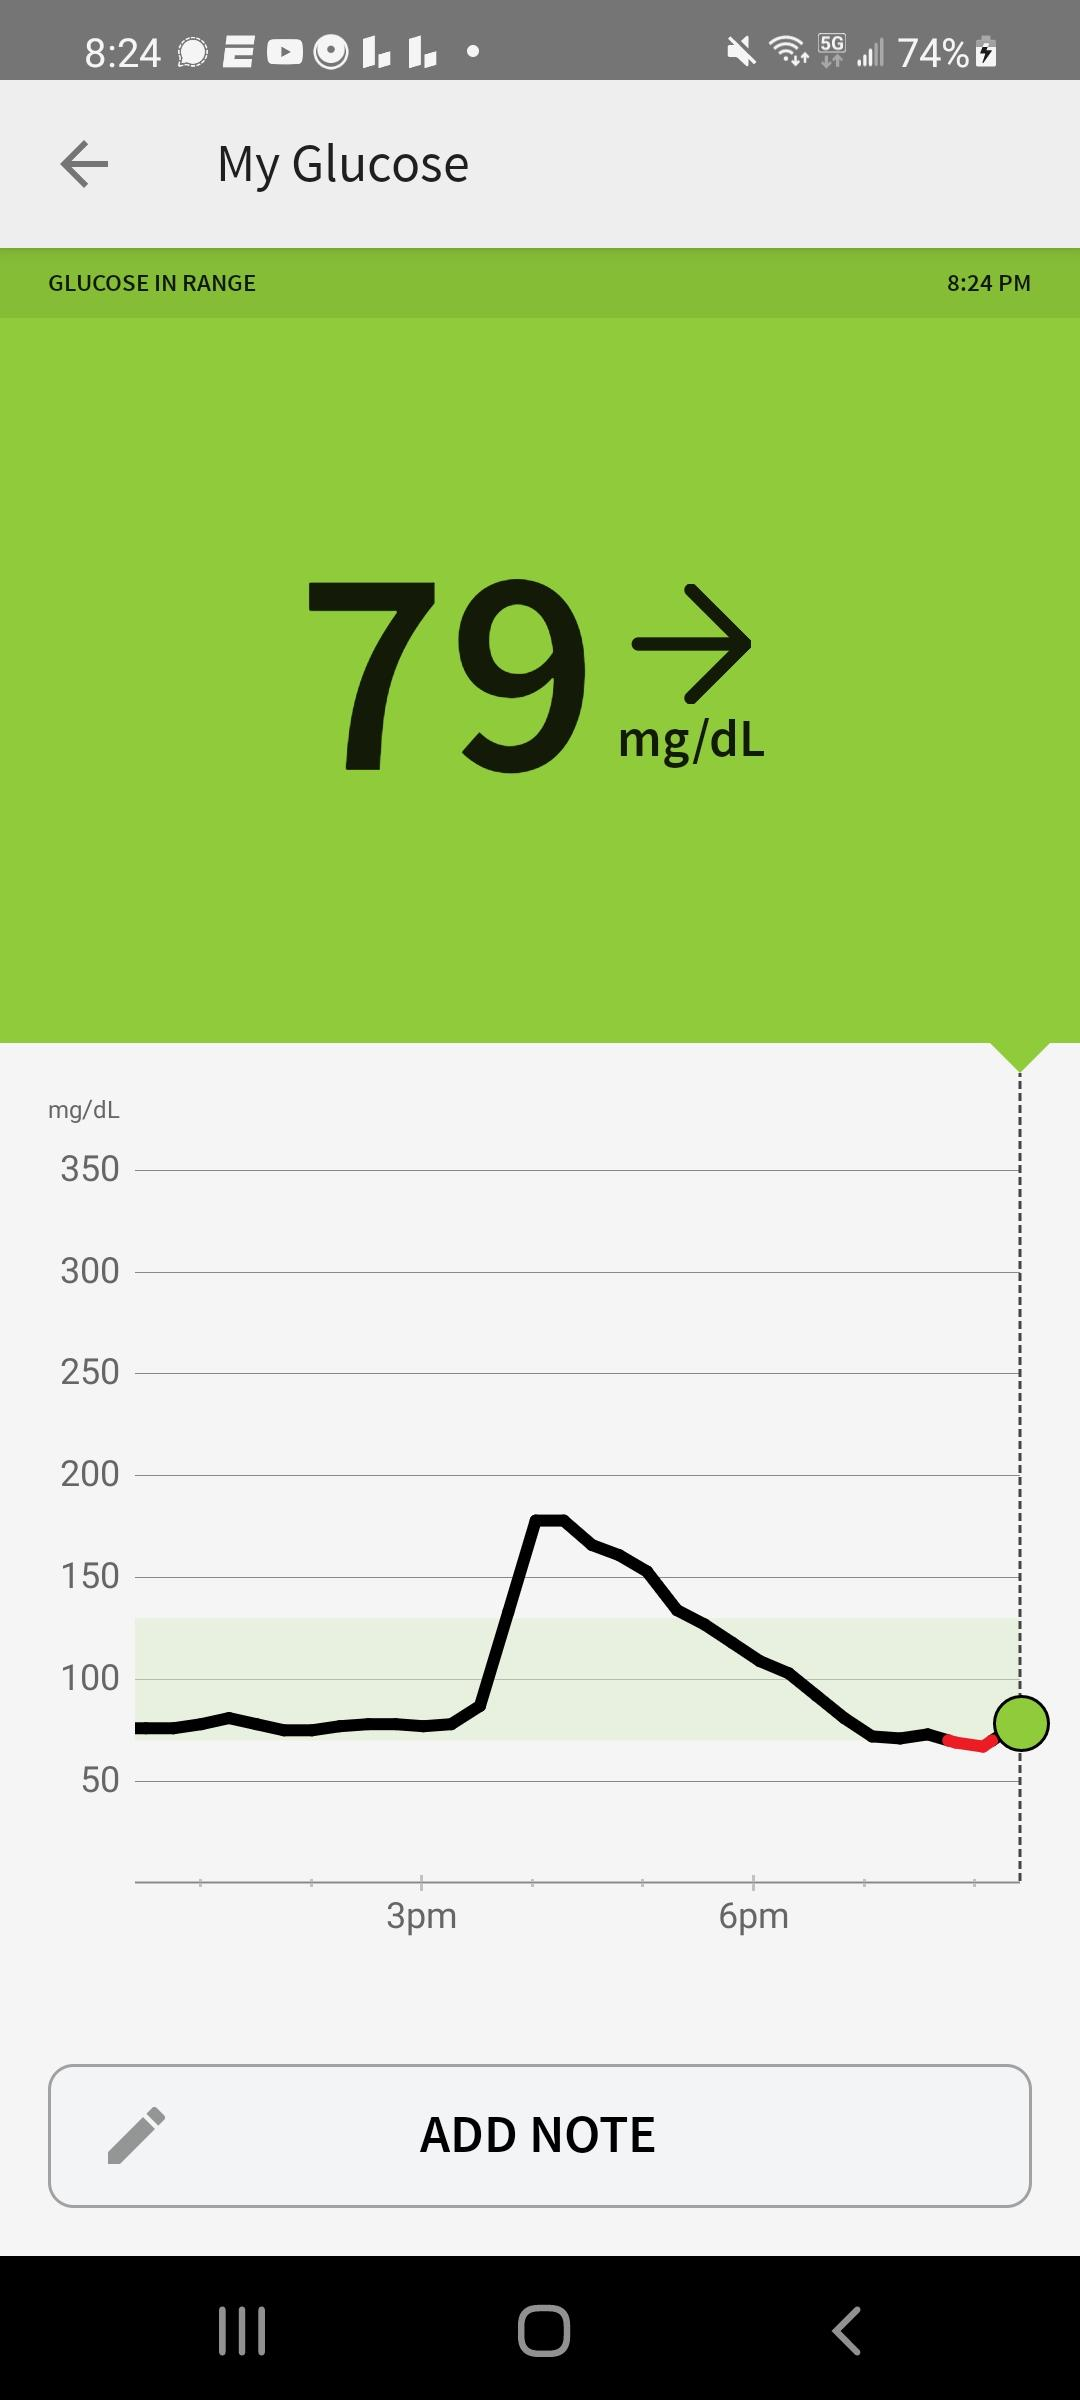 8:24
5G
74%
My Glucose
GLUCOSE IN RANGE
8:24 PM
79
mg/dL
mg/dL
350
300
250
200
150
100
50
3pm
6pm
ADD NOTE